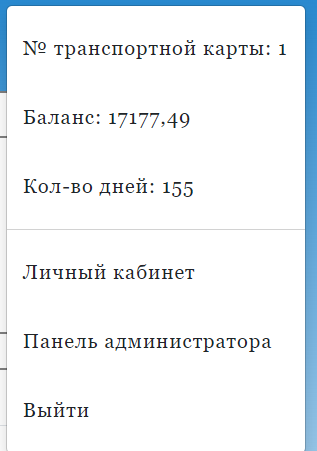 № транспортной карты: 1
Баланс: 17177,49
Кол-во дней: 155
Личный кабинет
Панель администратора
Выйти